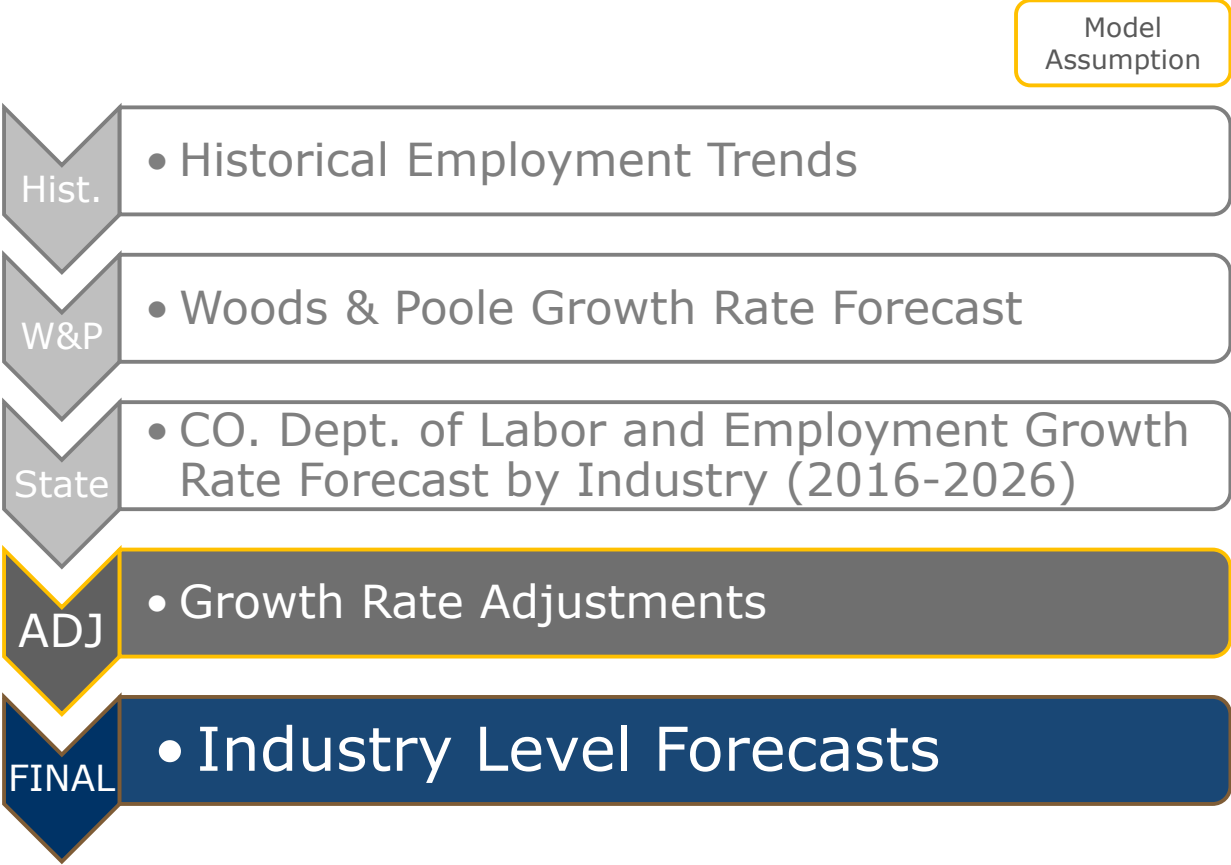 Model
Assumption
Hist.
• Historical Employment Trends
W&P
• Woods & Poole Growth Rate Forecast
State
• CO. Dept. of Labor and Employment Growth
Rate Forecast by Industry (2016-2026)
ADJ
• Growth Rate Adjustments
FINAL
• Industry Level Forecasts